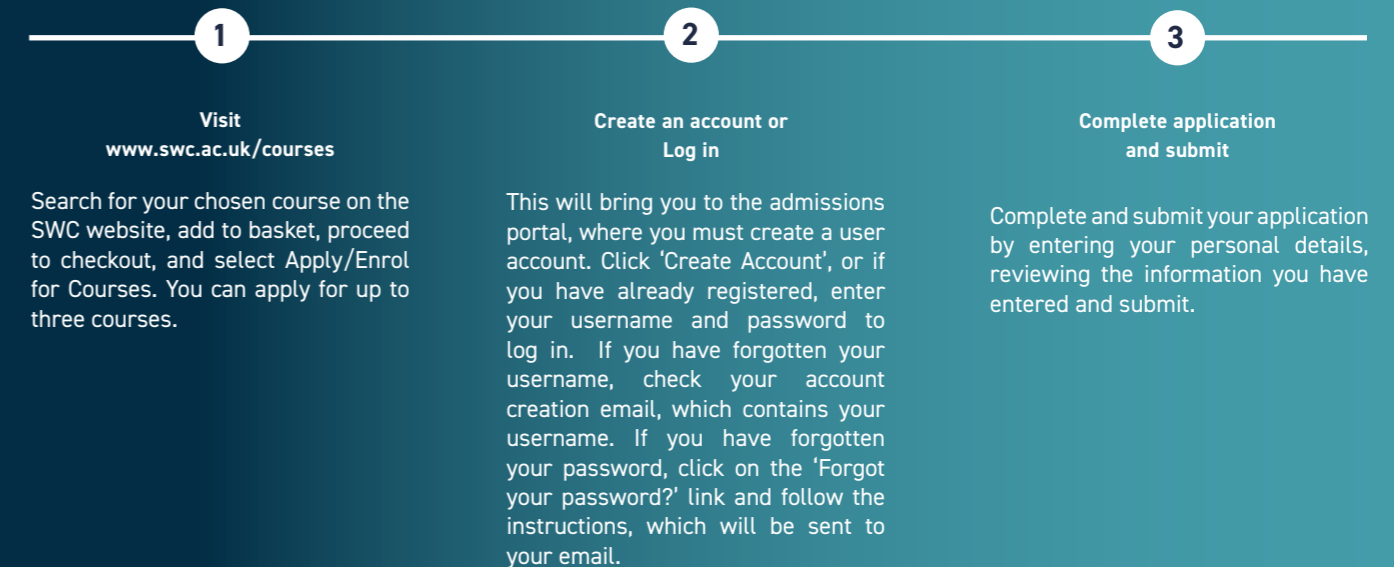 1
Visit
www.swc.ac.uk/courses
Search for your chosen course on the
SWC website, add to basket, proceed
to checkout, and select Apply/Enrol
for Courses. You can apply for up to
three courses.
2
Create an account or
Log in
This will bring you to the admissions
portal, where you must create a user
account. Click ‘Create Account’, or if
you have already registered, enter
your username and password to
log in. If you have forgotten your
username, check your account
creation email, which contains your
username. If you have forgotten
your password, click on the ‘Forgot
your password?’ link and follow the
instructions, which will be sent to
your email.
3
Complete application
and submit
Complete and submit your application
by entering your personal details,
reviewing the information you have
entered and submit.